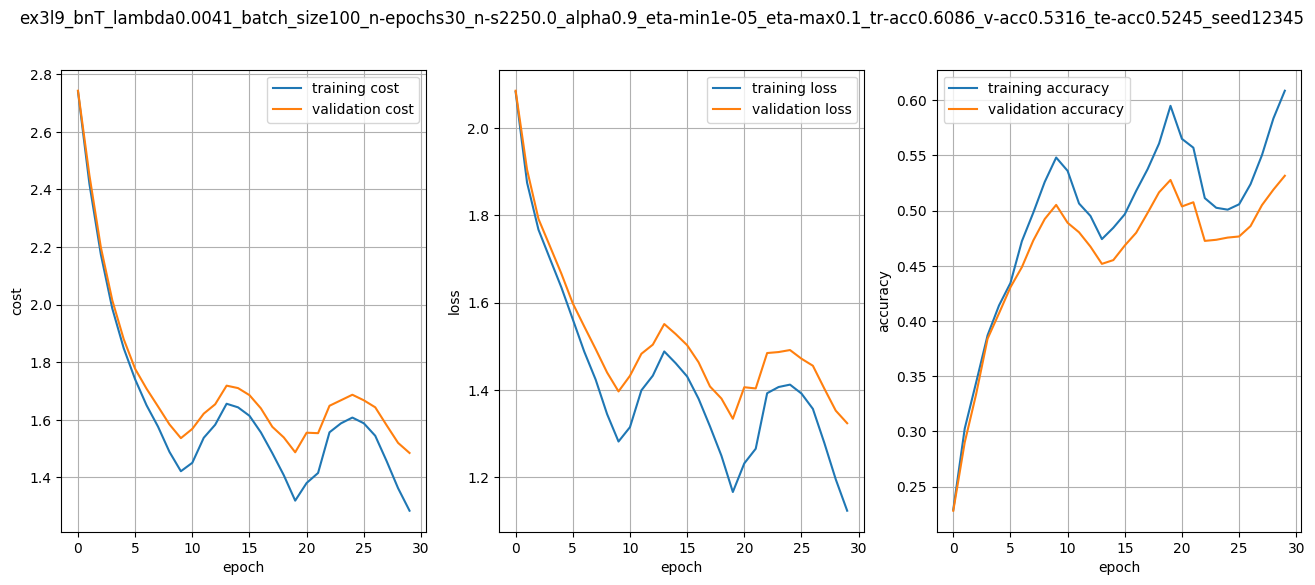 ex3l9_bnT_lambda0.0041_batch_size100_n-epochs30_n-s2250.0_alpha0.9_eta-min1e-05_eta-max0.1_tr-acc0.6086_v-acc0.5316_te-acc0.5245_seed12345
training cost
validation cost
2.8
2.6
2.4
2.2
2.0
1.8
1.6
1.4
cost
0 5 10 15 20 25 30
epoch
training loss
validation loss
2.0
1.8
1.6
1.4
1.2
loss
0 5 10 15 20 25 30
epoch
training accuracy
validation accuracy
0.60
0.55
0.50
0.45
0.40
0.35
0.30
0.25
accuracy
0 5 10 15 20 25 30
epoch